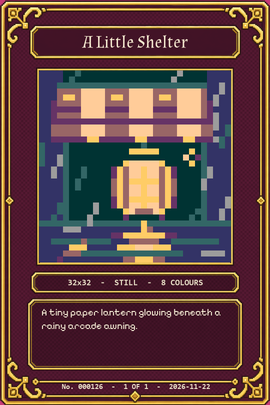 A Little Shelter
32x32 - STILL - 8 COLOURS
A tiny paper lantern glowing beneath a
rainy arcade awning.
No. 000126 - 1 OF 1 - 2026-11-22